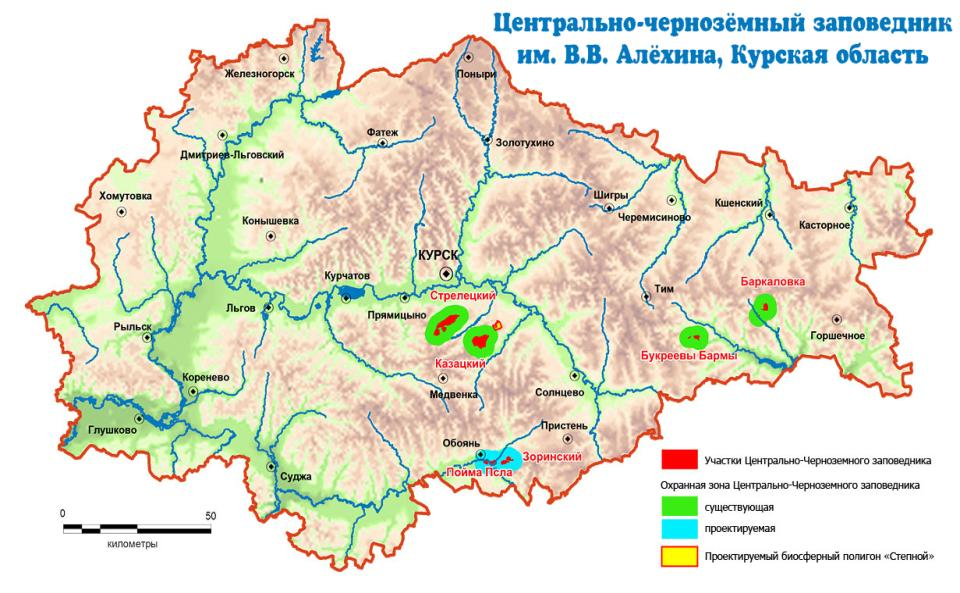 Центрально-чернозёмный заповедник
им. В.В. Алёхина, Курская область
Железногорск
Поныри
Фатеж
Золотухино
Дмитриев-Льговский
Хомутовка
Шигры
Черемисиново
Кшенский
Касторное
Конышевка
КУРСК
Курчатов
Стрелецкий
Тим
Баркаловка
Льгов
Прямицыно
Рыльск
Горшечное
Букреевы Бармы
Казацкий
Коренево
Медвенка
Солнцево
Глушково
Обоянь
Пристень
Зоринский
Пойма Псла
Суджа
0 50
километры
Участки Центрально-Черноземного заповедника
Охранная зона Центрально-Черноземного заповедника
существующая
проектируемая
Проектируемый биосферный полигон «Степной»